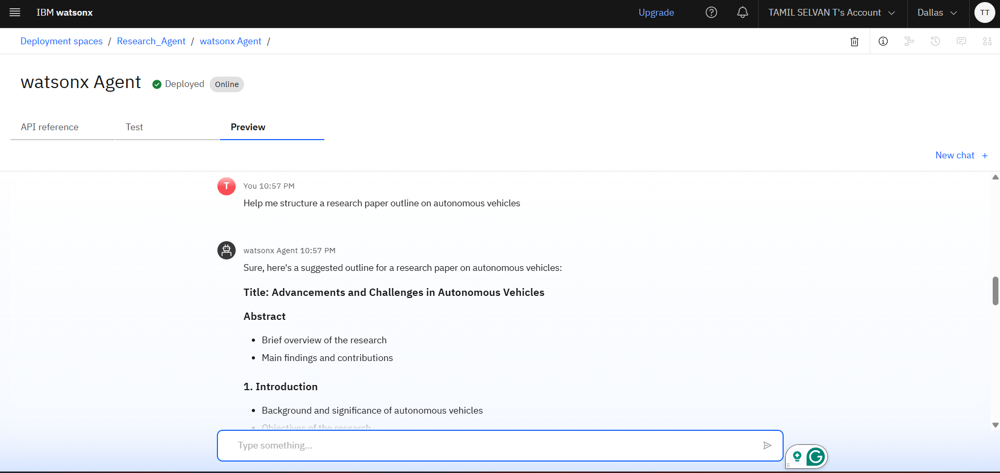 IBM watsonx
Upgrade
TAMIL SELVAN T's Account
Dallas
TT
Deployment spaces / Research_Agent / watsonx Agent /
watsonx Agent
Deployed
Online
API reference
Test
Preview
New chat +
T
You 10:57 PM
Help me structure a research paper outline on autonomous vehicles
watsonx Agent 10:57 PM
Sure, here's a suggested outline for a research paper on autonomous vehicles:
Title: Advancements and Challenges in Autonomous Vehicles
Abstract
• Brief overview of the research
• Main findings and contributions
1. Introduction
• Background and significance of autonomous vehicles
• Objectives of the research
Type something...